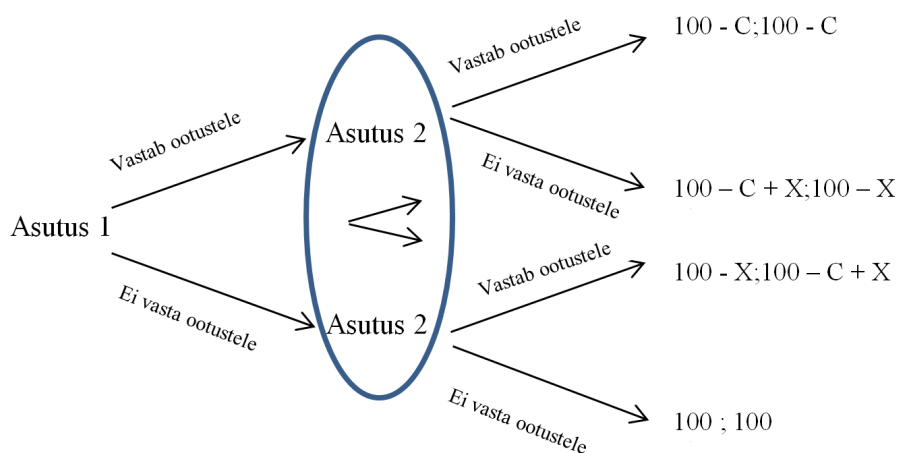 100 - C;100 - C
Vastab ootustele
Asutus 2
Vastab ootustele
Ei vasta ootustele
100 – C + X;100 – X
Asutus 1
Vastab ootustele
100 - X;100 – C + X
Ei vasta ootustele
Asutus 2
Ei vasta ootustele
100 ; 100